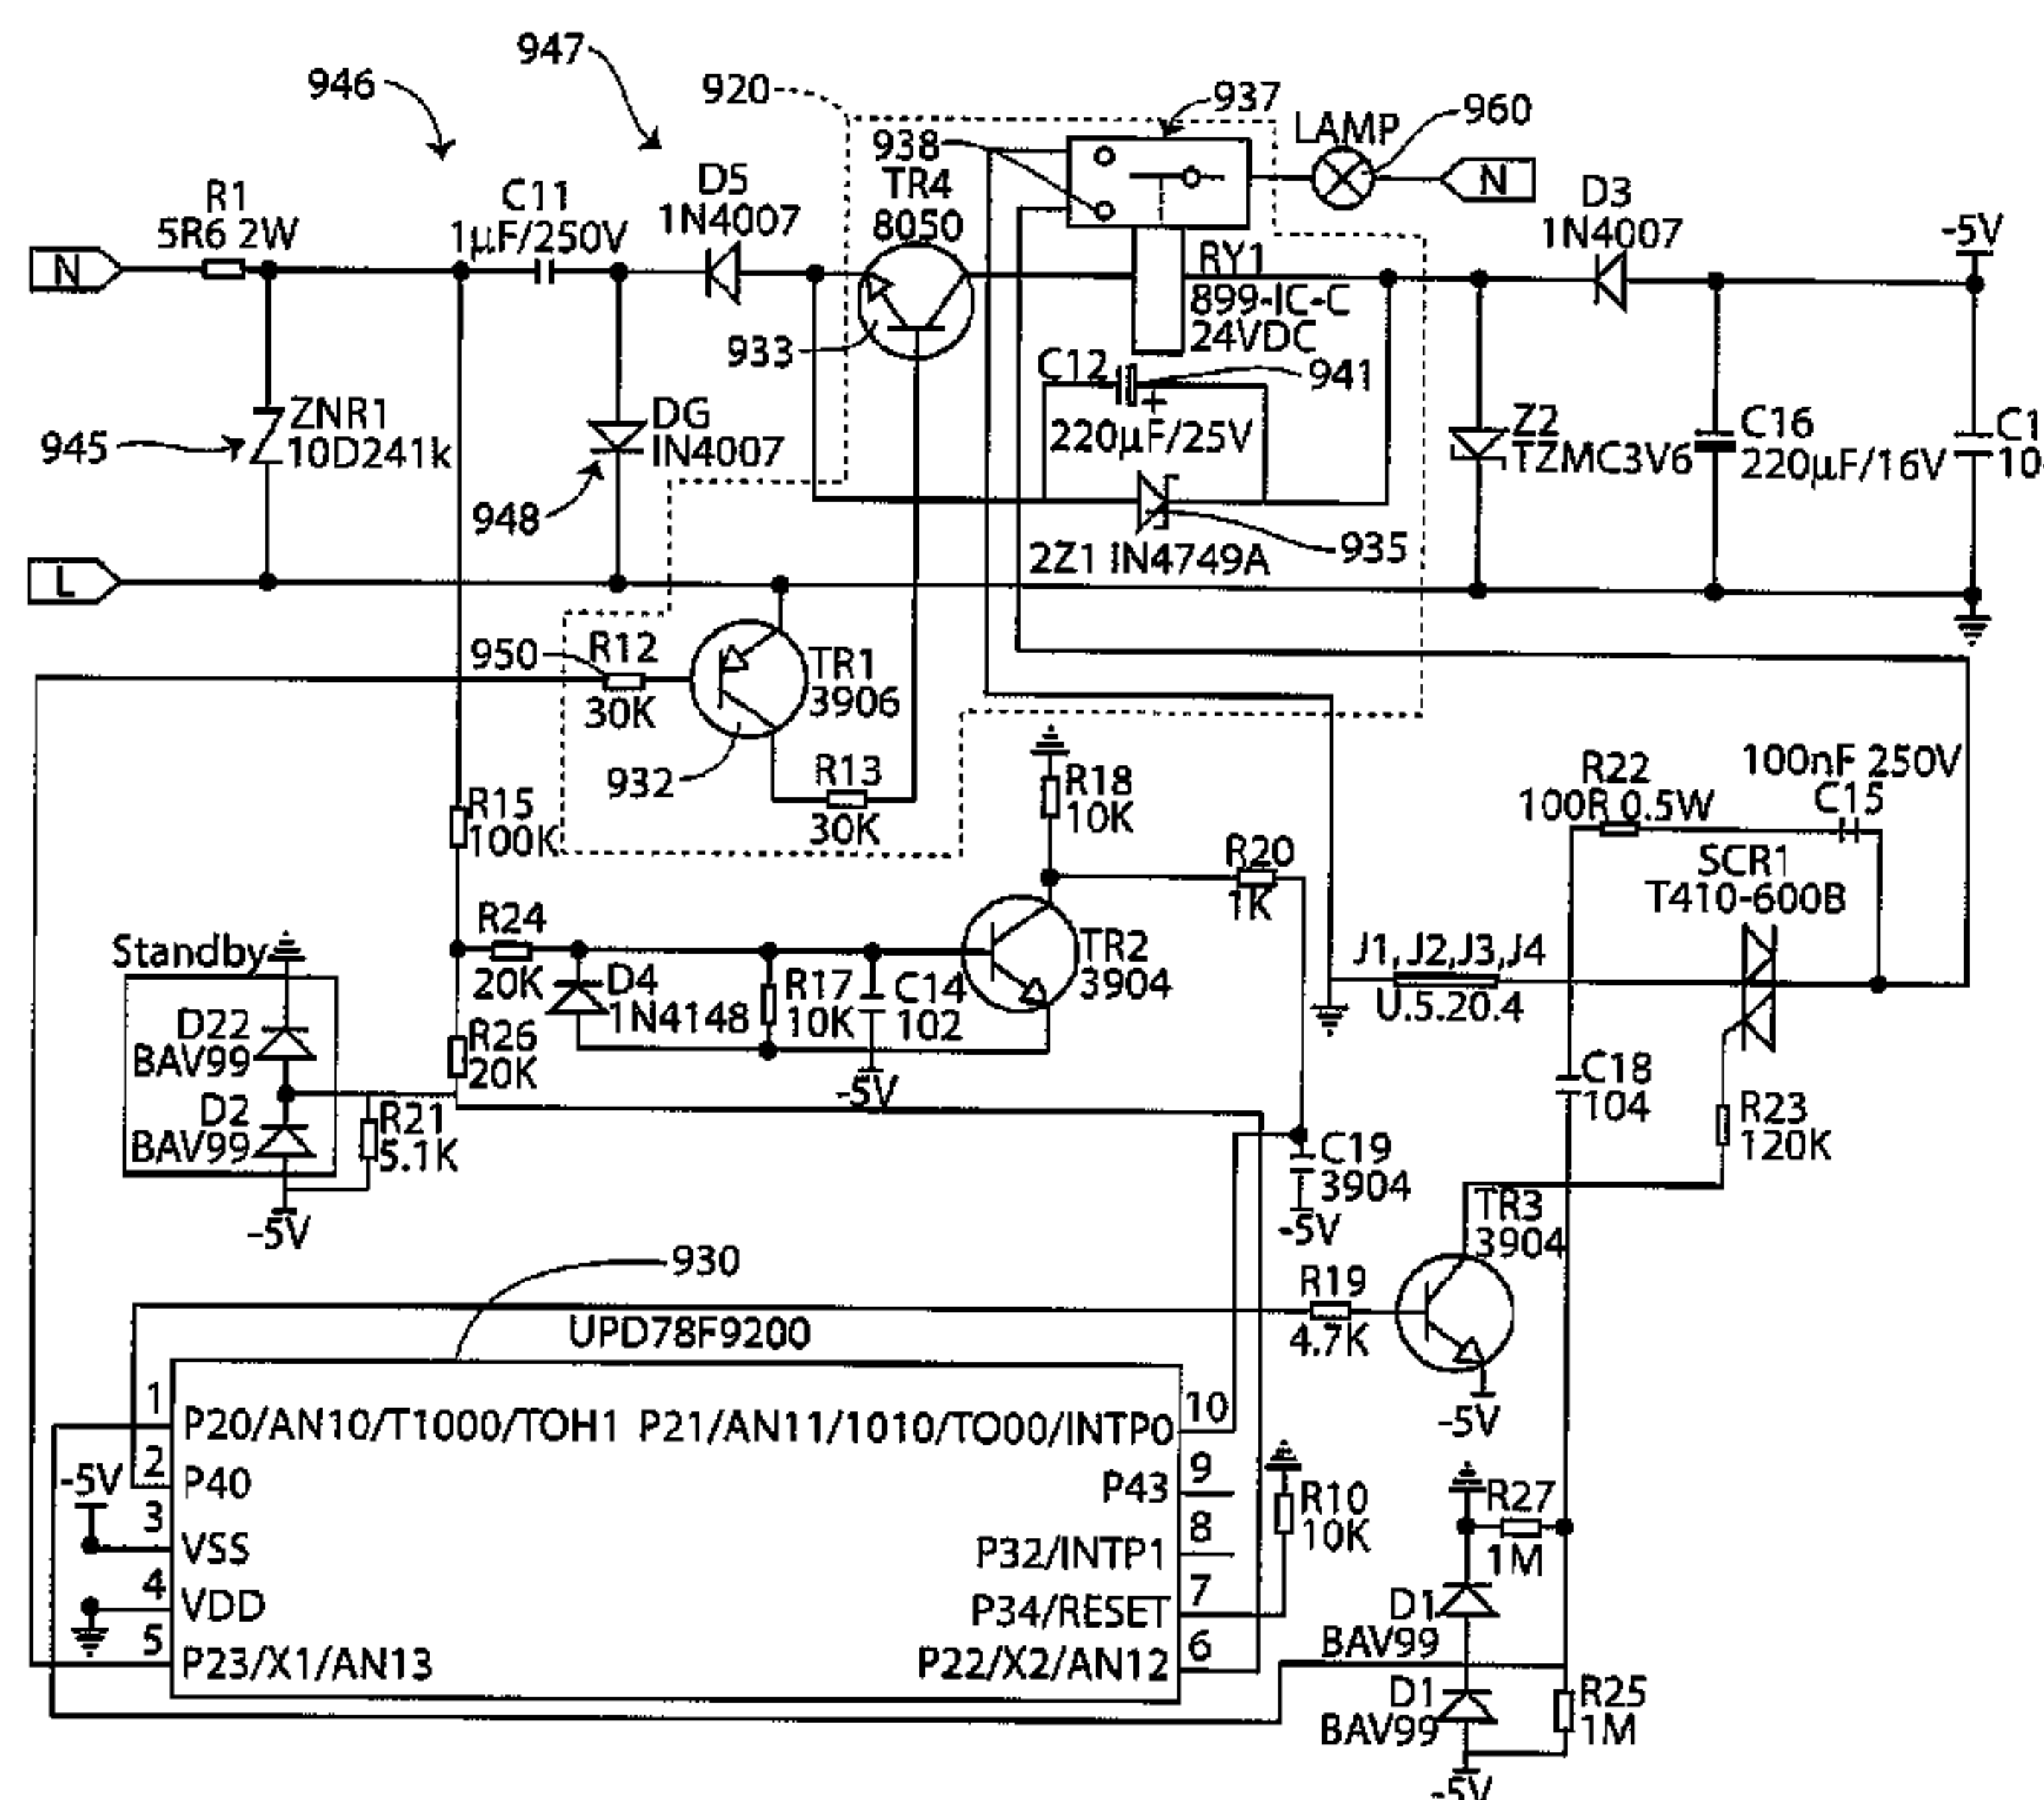 947
946
920
937
LAMP
960
938
R1
5R6 2W
C11
1μF/250V
D5
1N4007
TR4
8050
N
D3
1N4007
-5V
N
RY1
899-IC-C
24VDC
933
C12
941
+
220μF/25V
ZNR1
10D241k
945
DG
IN4007
948
Z2
TZMC3V6
C16
220μF/16V
C1
10
935
2Z1 IN4749A
L
950
R12
30K
TR1
3906
932
R13
30K
R18
10K
R22
100R 0.5W
100nF 250V
C15
R15
100K
R20
1K
SCR1
T410-600B
Standby
R24
20K
D4
1N4148
R17
10K
C14
102
-5V
TR2
3904
J1, J2,J3,J4
U.5.20.4
D22
BAV99
D2
BAV99
R26
20K
R21
5.1K
-5V
C18
104
R23
120K
C19
3904
-5V
TR3
3904
930
R19
4.7K
-5V
UPD78F9200
1
P20/AN10/T1000/TOH1
P21/AN11/1010/TO00/INTP0
10
2
P40
P43
9
-5V
3
VSS
P32/INTP1
8
4
VDD
P34/RESET
7
5
P23/X1/AN13
P22/X2/AN12
6
R10
10K
R27
1M
D1
BAV99
D1
BAV99
R25
1M
-5V